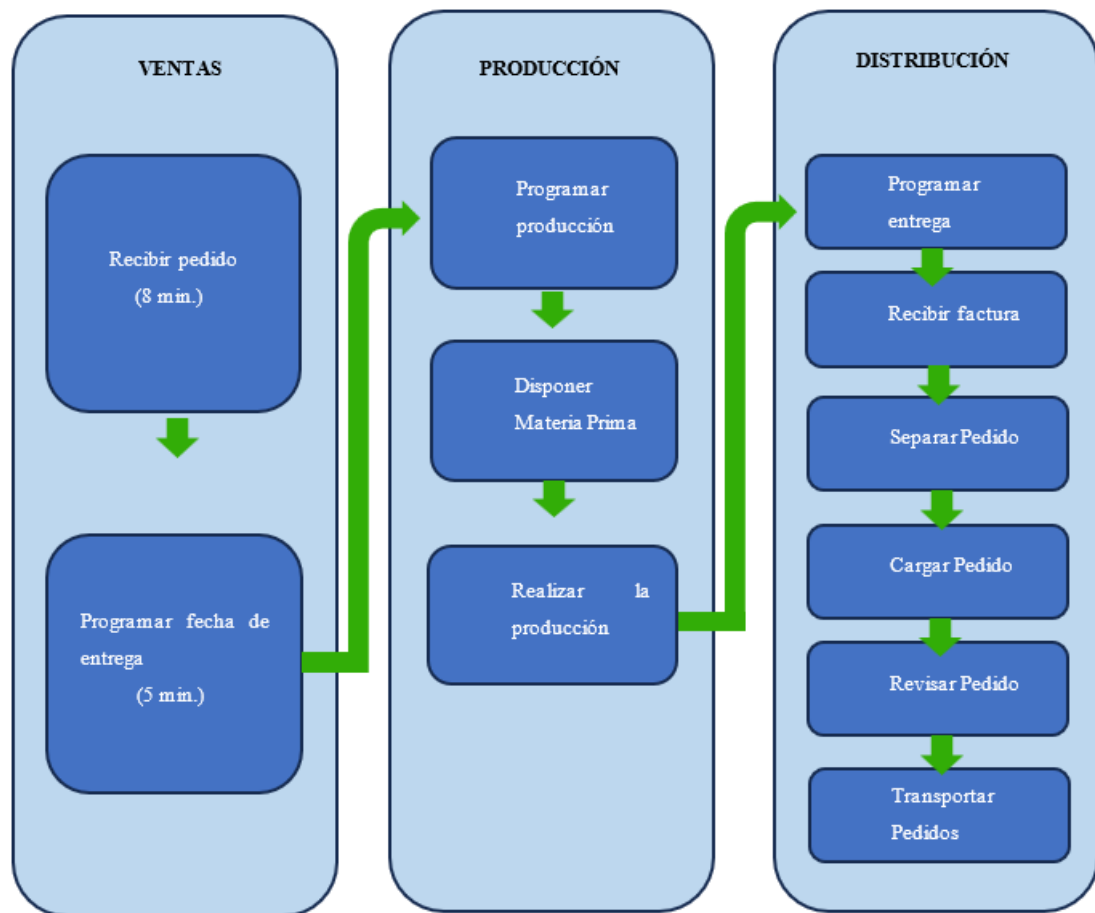 VENTAS
Recibir pedido
(8 min.)
Programar fecha de
entrega
(5 min.)
PRODUCCIÓN
Programar
producción
Disponer
Materia Prima
Realizar la
producción
DISTRIBUCIÓN
Programar
entrega
Recibir factura
Separar Pedido
Cargar Pedido
Revisar Pedido
Transportar
Pedidos